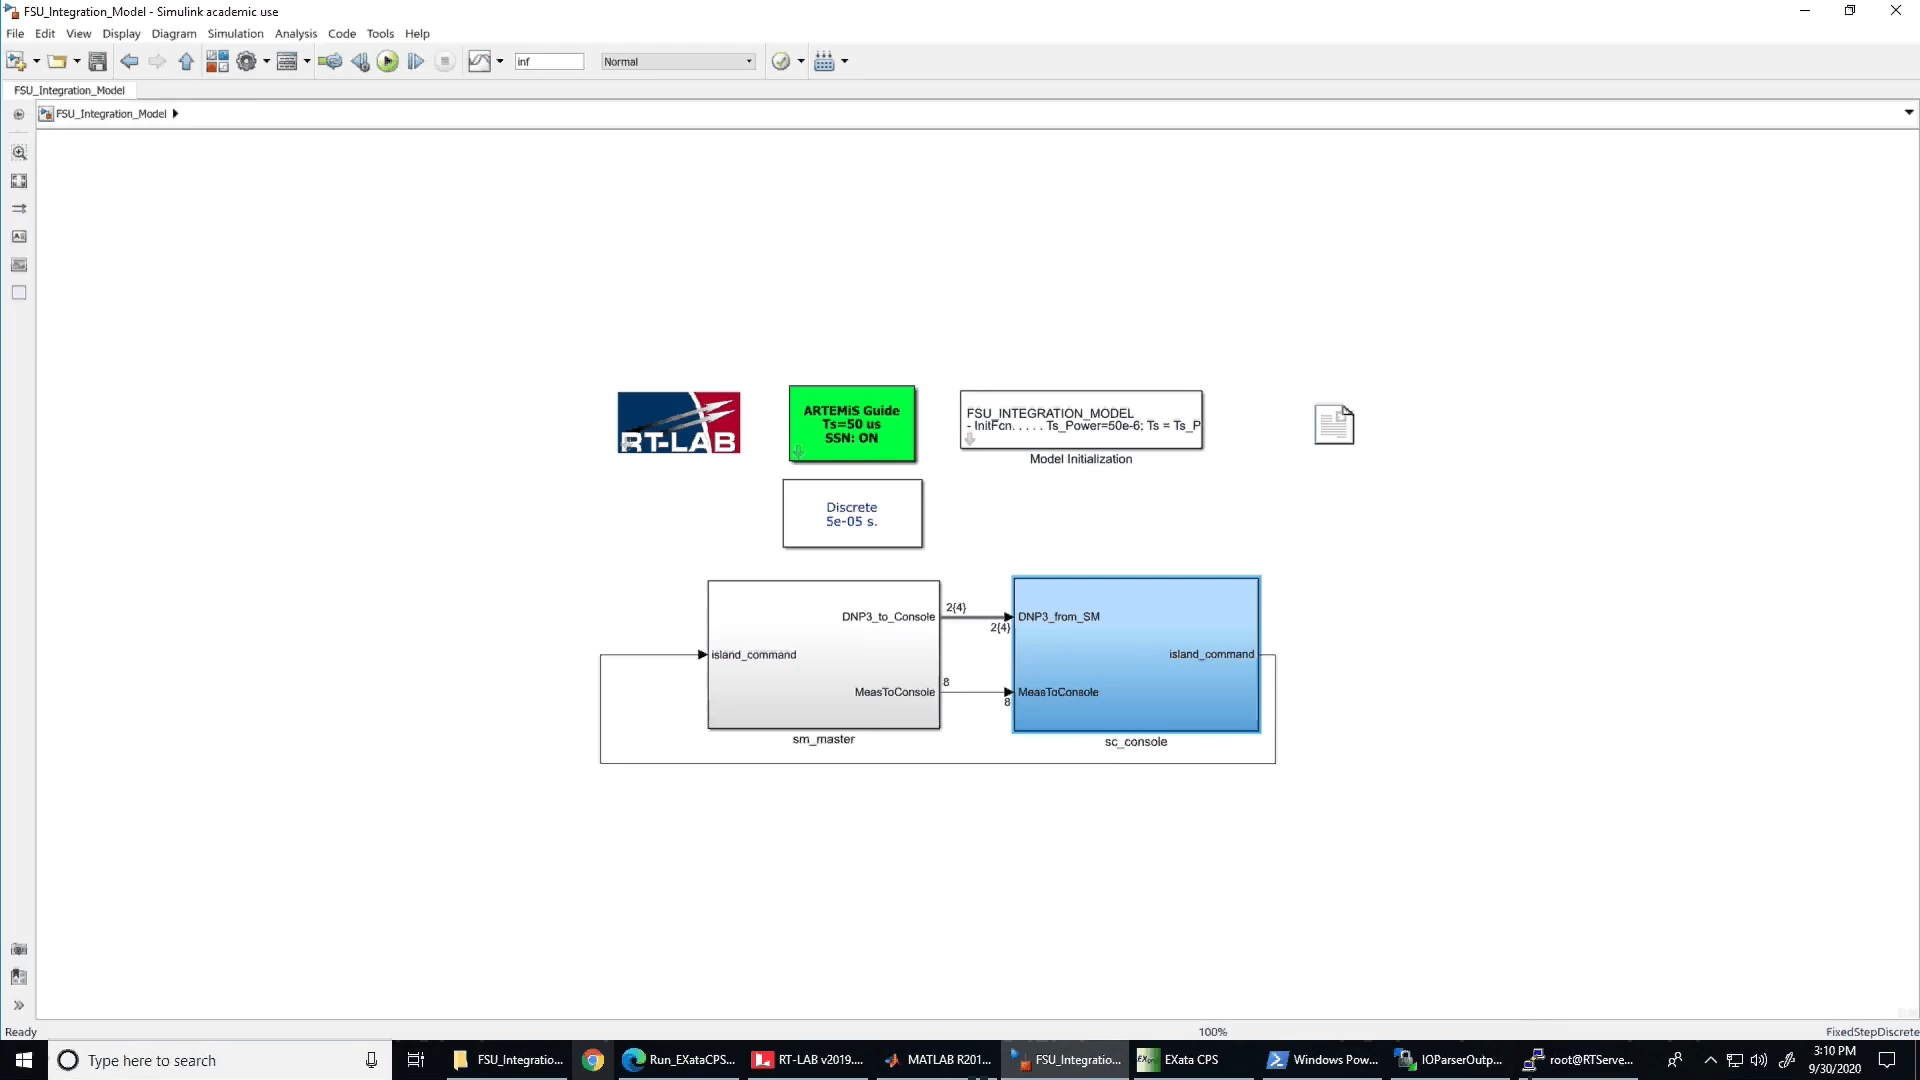 FSU_Integration_Model - Simulink academic use
File Edit View Display Diagram Simulation Analysis Code Tools Help
inf
Normal
FSU_Integration_Model
FSU_Integration_Model
RT-LAB
ARTEMiS Guide
Ts=50 us
SSN: ON
FSU_INTEGRATION_MODEL
- InitFcn. . . . . Ts_Power=50e-6; Ts = Ts_P
Model Initialization
Discrete
5e-05 s.
DNP3_to_Console
2{4}
2{4}
DNP3_from_SM
island_command
island_command
MeasToConsole
8
8
MeasToConsole
sm_master
sc_console
Ready
100%
FixedStepDiscrete
Type here to search
FSU_Integratio...
Run_EXataCPS...
RT-LAB v2019....
MATLAB R201...
FSU_Integratio...
EXata CPS
Windows Pow...
IOParserOutp...
root@RTServe...
3:10 PM
9/30/2020